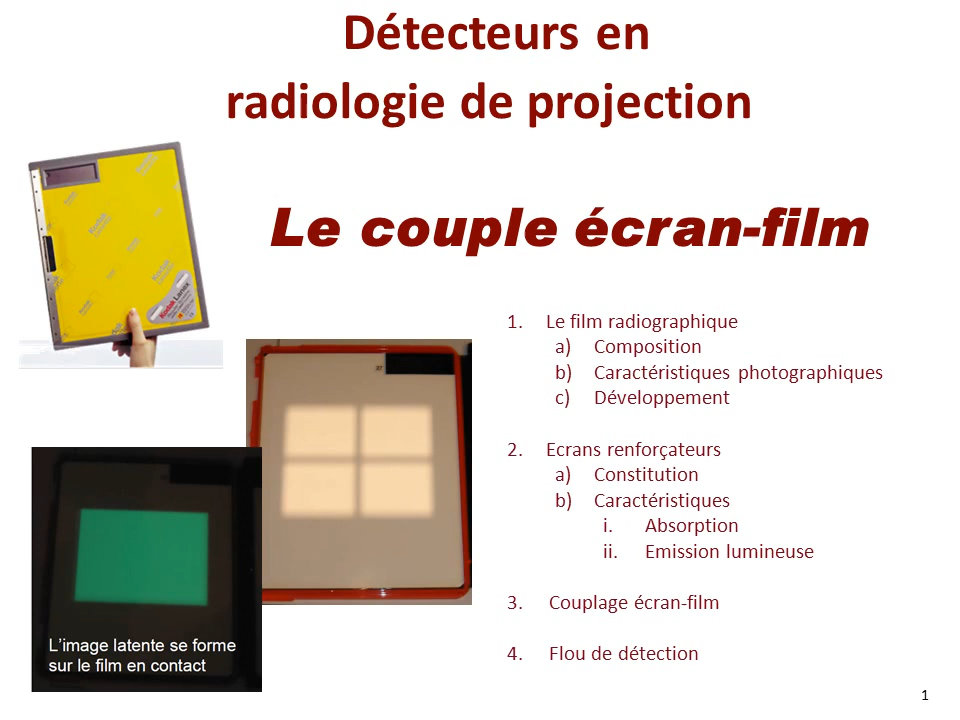 Détecteurs en
radiologie de projection
Le couple écran-film
Kodak Lanex
1. Le film radiographique
a) Composition
b) Caractéristiques photographiques
c) Développement
2. Ecrans renforçateurs
a) Constitution
b) Caractéristiques
i. Absorption
ii. Emission lumineuse
3. Couplage écran-film
4. Flou de détection
L’image latente se forme
sur le film en contact
1